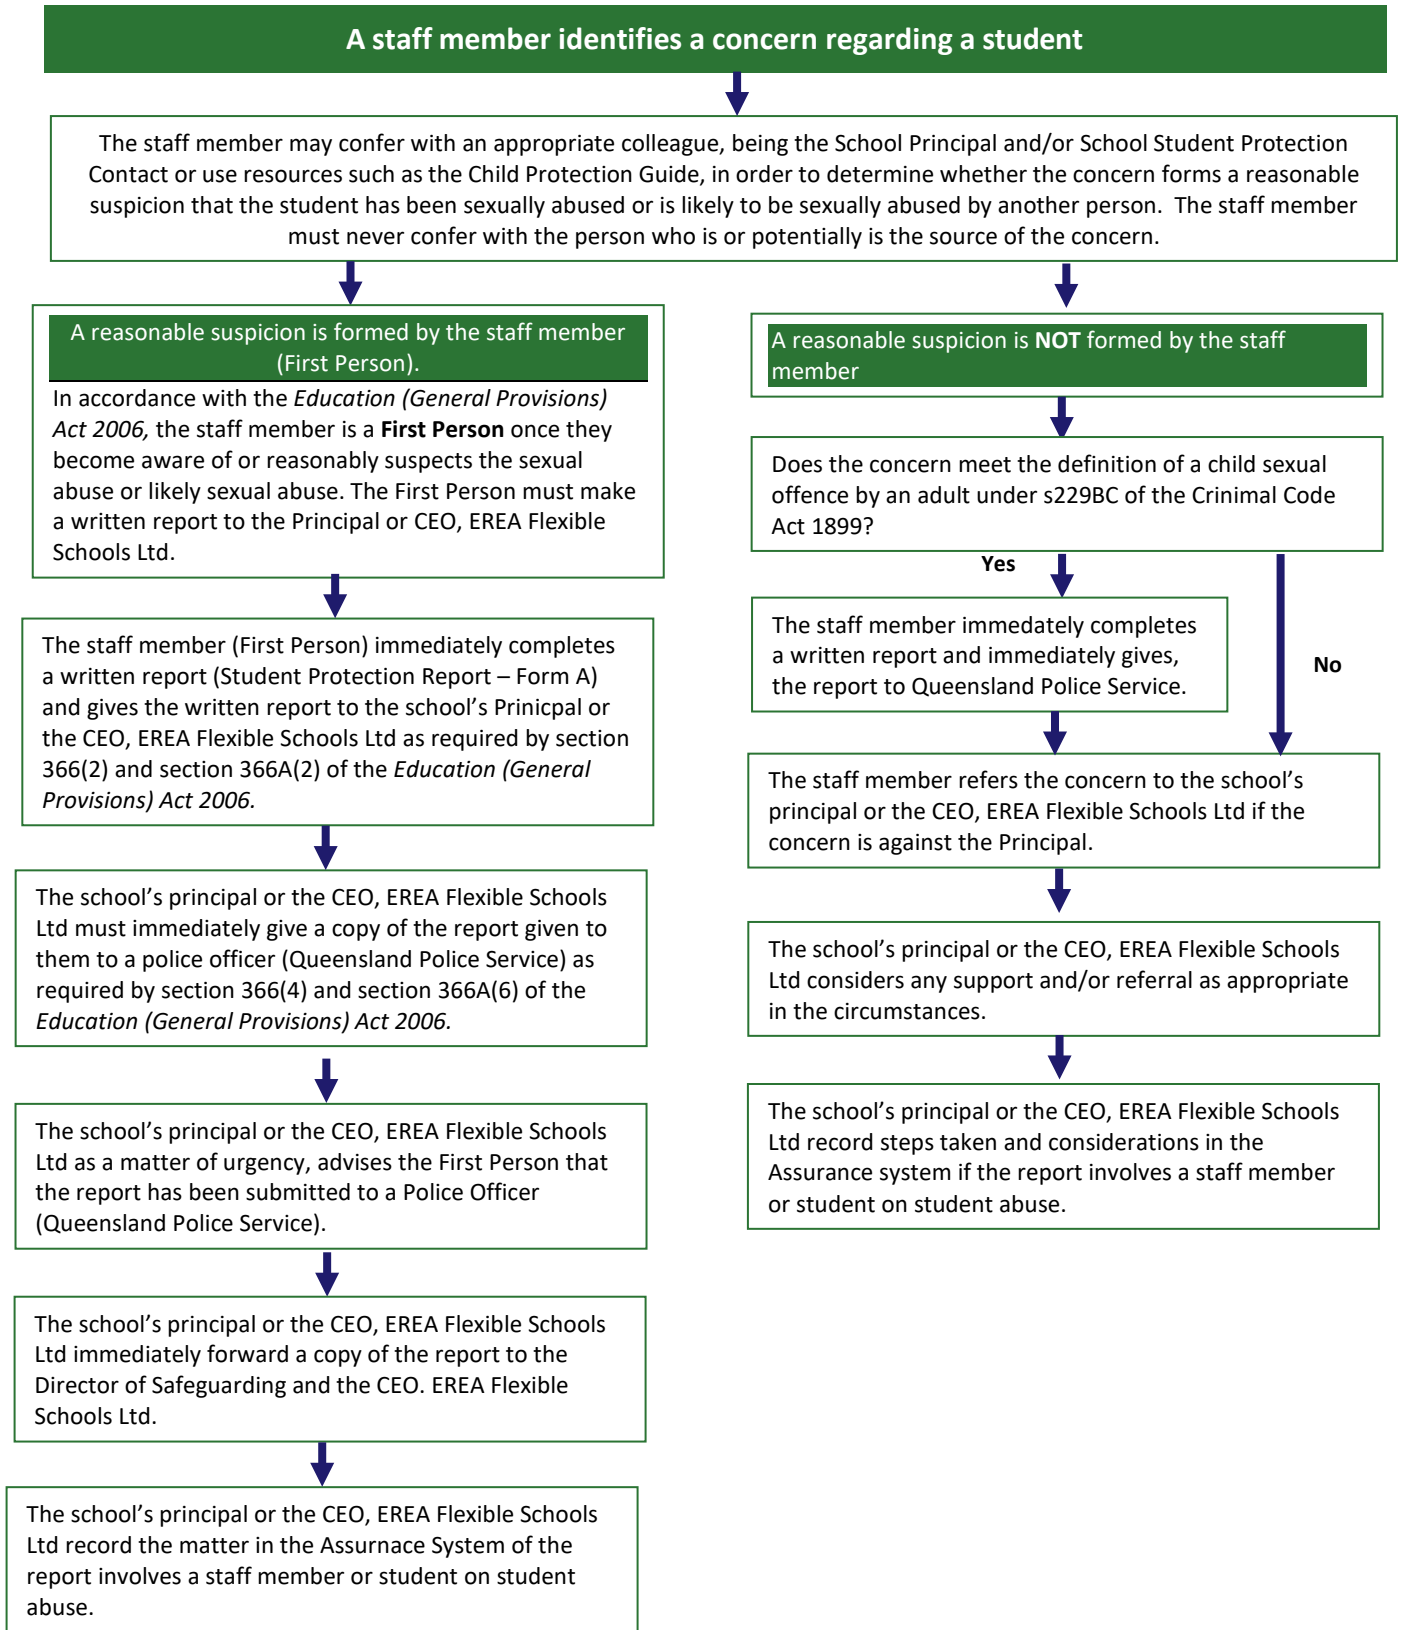 A staff member identifies a concern regarding a student
The staff member may confer with an appropriate colleague, being the School Principal and/or School Student Protection
Contact or use resources such as the Child Protection Guide, in order to determine whether the concern forms a reasonable
suspicion that the student has been sexually abused or is likely to be sexually abused by another person. The staff member
must never confer with the person who is or potentially is the source of the concern.
A reasonable suspicion is formed by the staff member
(First Person).
In accordance with the Education (General Provisions)
Act 2006, the staff member is a First Person once they
become aware of or reasonably suspects the sexual
abuse or likely sexual abuse. The First Person must make
a written report to the Principal or CEO, EREA Flexible
Schools Ltd.
The staff member (First Person) immediately completes
a written report (Student Protection Report – Form A)
and gives the written report to the school’s Prinicpal or
the CEO, EREA Flexible Schools Ltd as required by section
366(2) and section 366A(2) of the Education (General
Provisions) Act 2006.
The school’s principal or the CEO, EREA Flexible Schools
Ltd must immediately give a copy of the report given to
them to a police officer (Queensland Police Service) as
required by section 366(4) and section 366A(6) of the
Education (General Provisions) Act 2006.
The school’s principal or the CEO, EREA Flexible Schools
Ltd as a matter of urgency, advises the First Person that
the report has been submitted to a Police Officer
(Queensland Police Service).
The school’s principal or the CEO, EREA Flexible Schools
Ltd immediately forward a copy of the report to the
Director of Safeguarding and the CEO. EREA Flexible
Schools Ltd.
The school’s principal or the CEO, EREA Flexible Schools
Ltd record the matter in the Assurnace System of the
report involves a staff member or student on student
abuse.
A reasonable suspicion is NOT formed by the staff
member
Does the concern meet the definition of a child sexual
offence by an adult under s229BC of the Crinimal Code
Act 1899?
Yes
The staff member immedately completes
a written report and immediately gives,
the report to Queensland Police Service.
No
The staff member refers the concern to the school’s
principal or the CEO, EREA Flexible Schools Ltd if the
concern is against the Principal.
The school’s principal or the CEO, EREA Flexible Schools
Ltd considers any support and/or referral as appropriate
in the circumstances.
The school’s principal or the CEO, EREA Flexible Schools
Ltd record steps taken and considerations in the
Assurance system if the report involves a staff member
or student on student abuse.